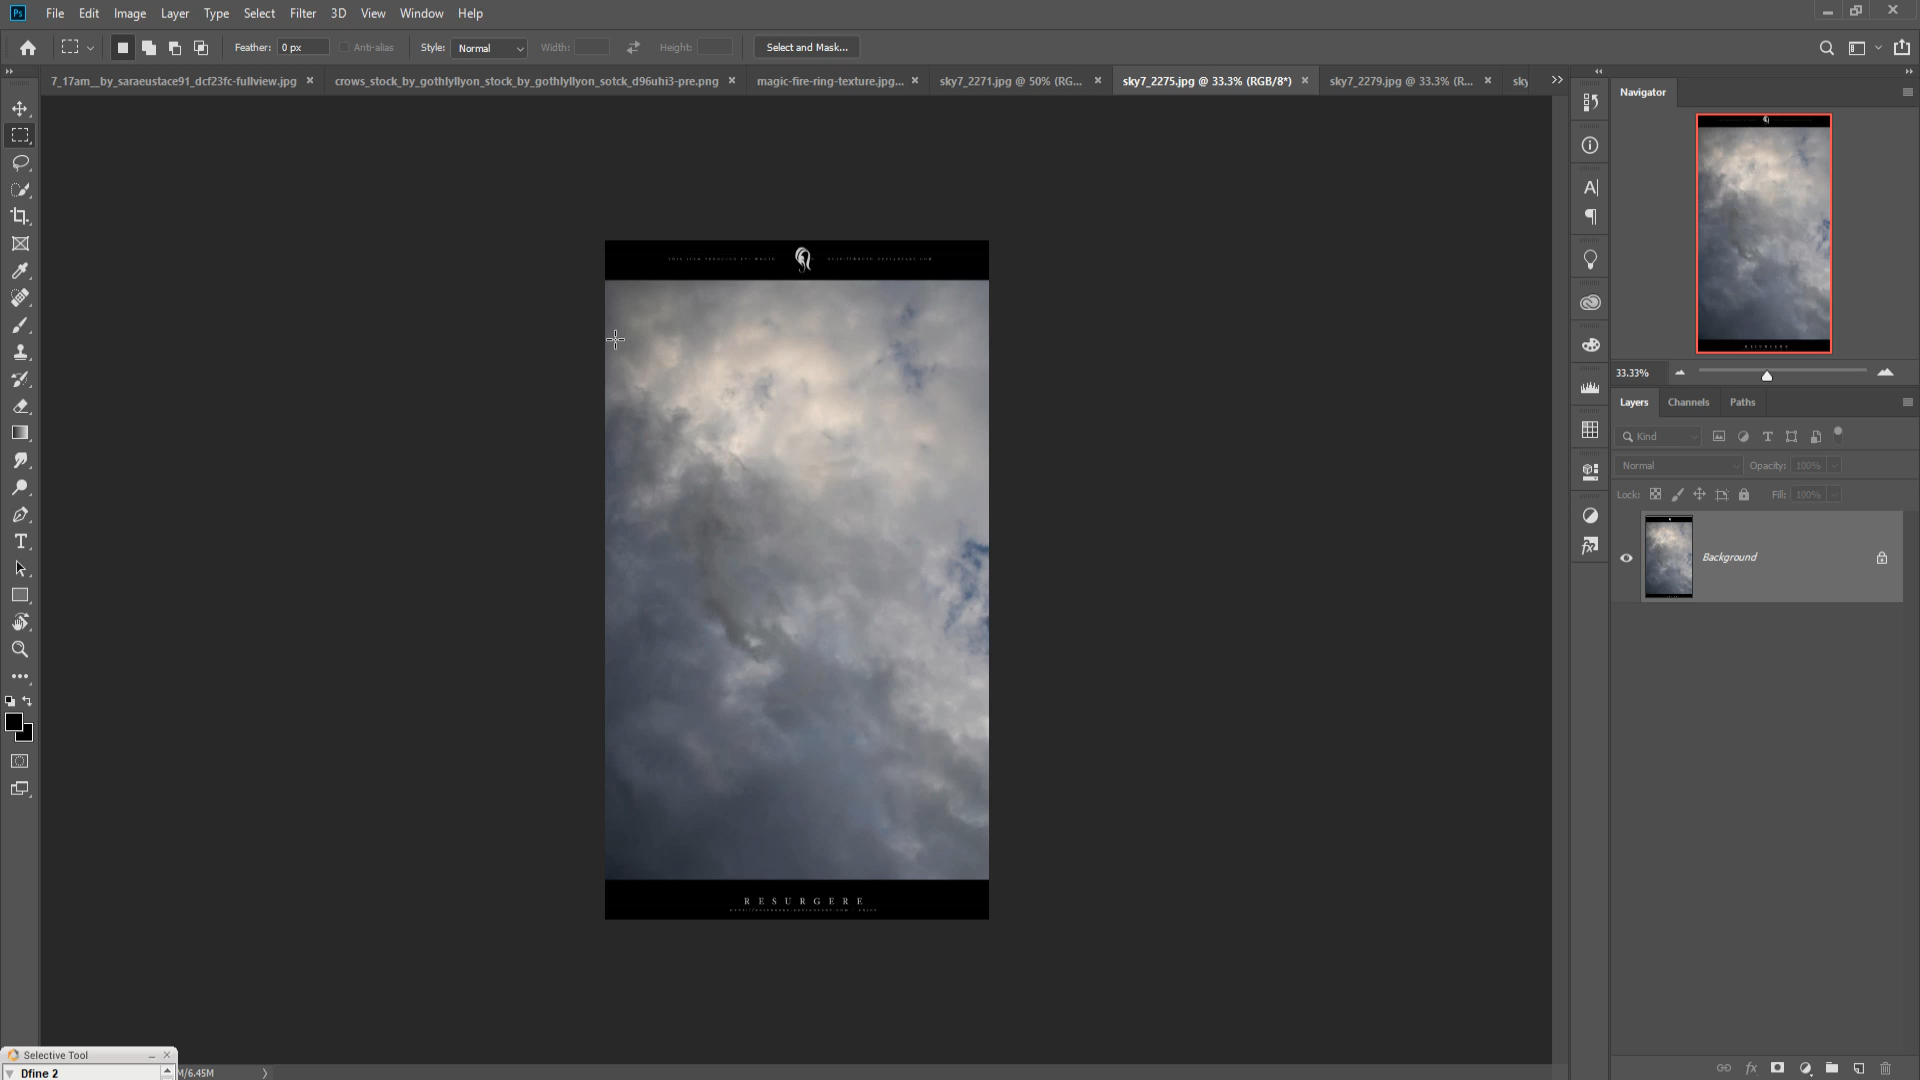 Ps File Edit Image Layer Type Select Filter 3D View Window Help
Feather: 0 px Anti-alias Style: Normal Width: Height: Select and Mask...
7_17am__by_saraeustace91_dcf23fc-fullview.jpg crows_stock_by_gothlyllyon_stock_by_gothlyllyon_sotck_d96uhi3-pre.png magic-fire-ring-texture.jpg... sky7_2271.jpg @ 50% (RG... sky7_2275.jpg @ 33.3% (RGB/8*) sky7_2279.jpg @ 33.3% (R... sky
Navigator
33.33%
Layers Channels Paths
Kind
Normal Opacity: 100%
Lock: Fill: 100%
Background
RESURGERE
Selective Tool
Dfine 2
M/6.45M